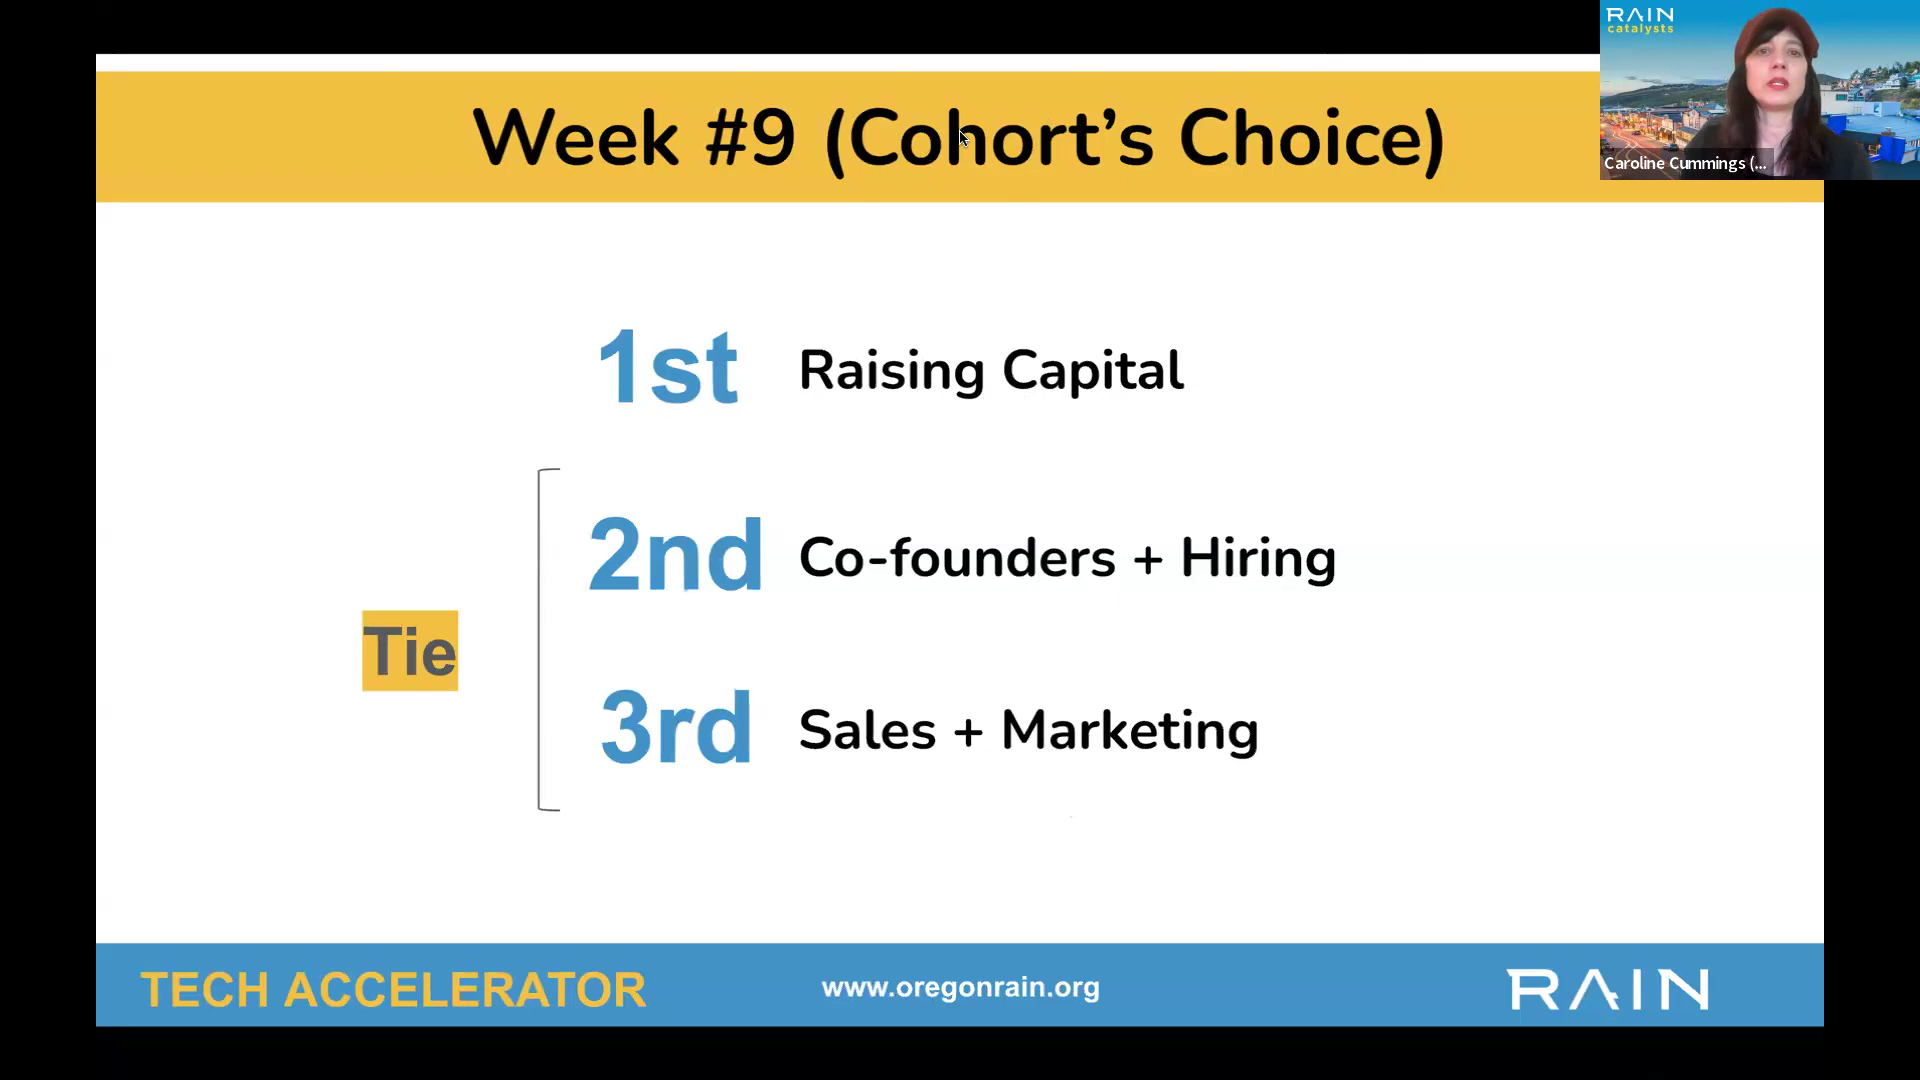 RAIN
catalysts
Caroline Cummings (...
Week #9 (Cohort’s Choice)
1st Raising Capital
2nd Co-founders + Hiring
Tie
3rd Sales + Marketing
TECH ACCELERATOR www.oregonrain.org RAIN